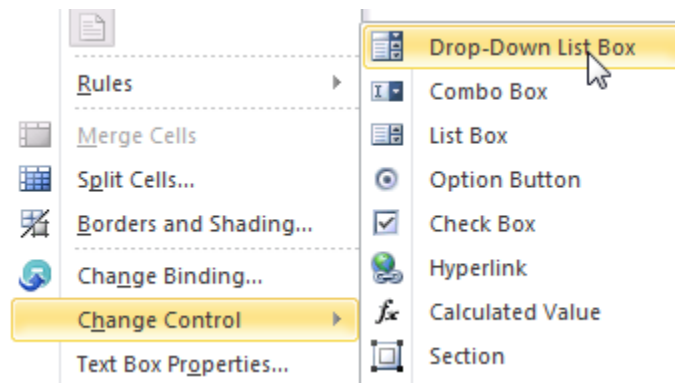 Rules
Merge Cells
Split Cells...
Borders and Shading...
Change Binding...
Change Control
Text Box Properties...
Drop-Down List Box
Combo Box
List Box
Option Button
Check Box
Hyperlink
fx Calculated Value
Section